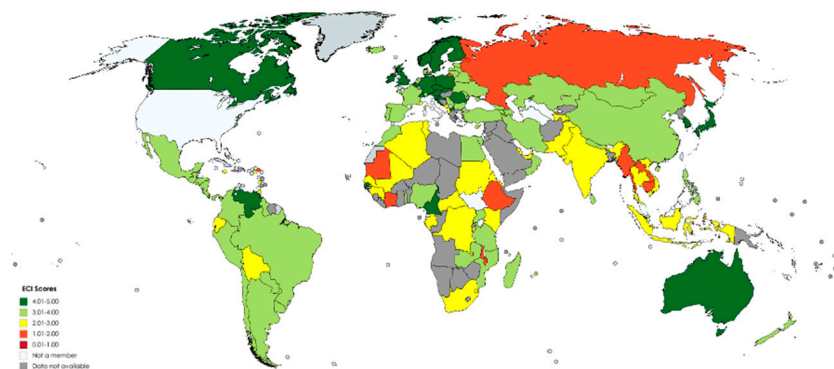 ECI Scores
4.01-5.00
3.01-4.00
2.01-3.00
1.01-2.00
0.01-1.00
Not a member
Data not available